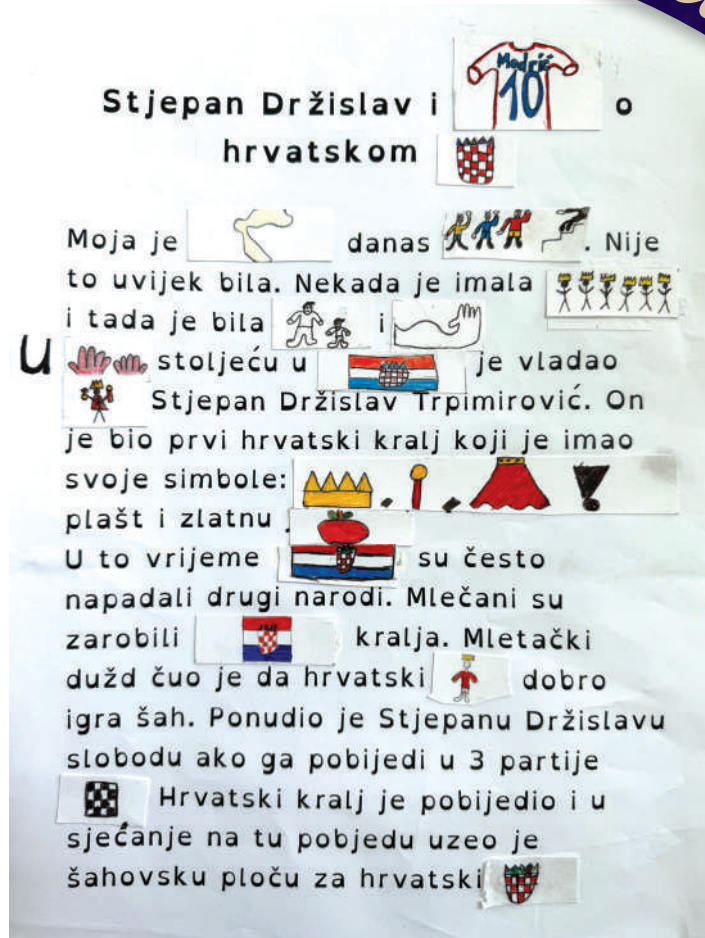 Stjepan Držislav i Modrić 10 o
hrvatskom
Moja je danas . Nije
to uvijek bila. Nekada je imala
i tada je bila i
U stoljeću u je vladao
Stjepan Držislav Trpimirović. On
je bio prvi hrvatski kralj koji je imao
svoje simbole:
plašt i zlatnu
U to vrijeme su često
napadali drugi narodi. Mlečani su
zarobili kralja. Mletački
dužd čuo je da hrvatski dobro
igra šah. Ponudio je Stjepanu Držislavu
slobodu ako ga pobijedi u 3 partije
Hrvatski kralj je pobijedio i u
sjećanje na tu pobjedu uzeo je
šahovsku ploču za hrvatski